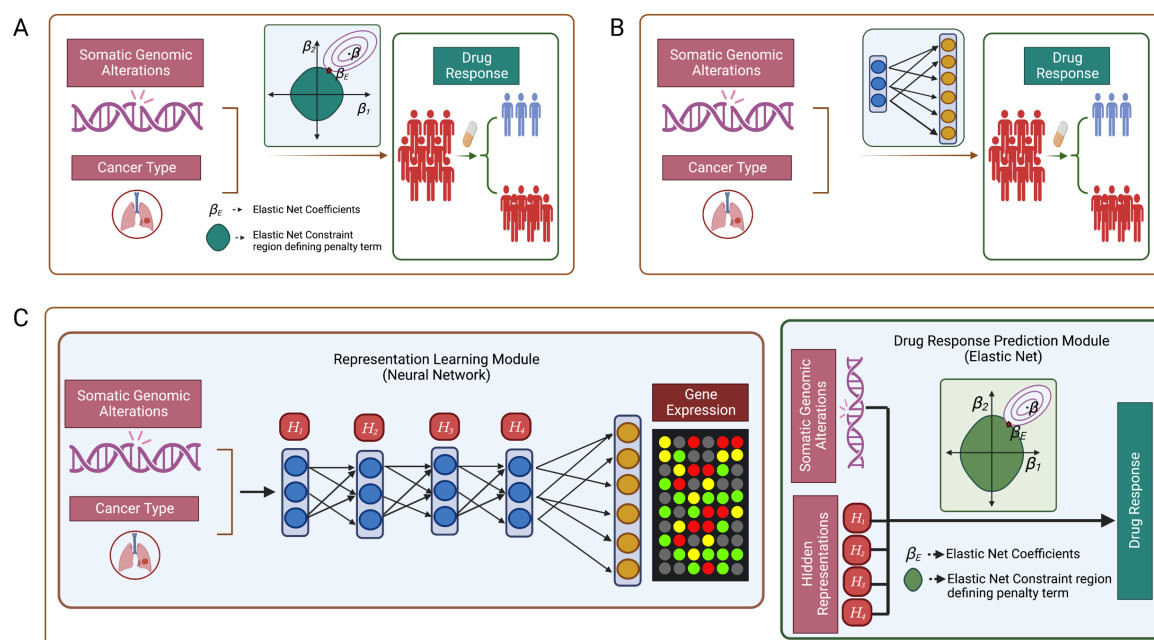 A
Somatic Genomic
Alterations
Cancer Type
β2
·β
βE
β1
Drug
Response
βE Elastic Net Coefficients
Elastic Net Constraint
region defining penalty term
B
Somatic Genomic
Alterations
Cancer Type
Drug
Response
C
Representation Learning Module
(Neural Network)
Somatic Genomic
Alterations
Cancer Type
H1
H2
H3
H4
Gene
Expression
Drug Response Prediction Module
(Elastic Net)
Somatic Genomic
Alterations
HIdden
Representations
H1
H2
H3
H4
β2
·β
βE
β1
βE Elastic Net Coefficients
Elastic Net Constraint region
defining penalty term
Drug Response